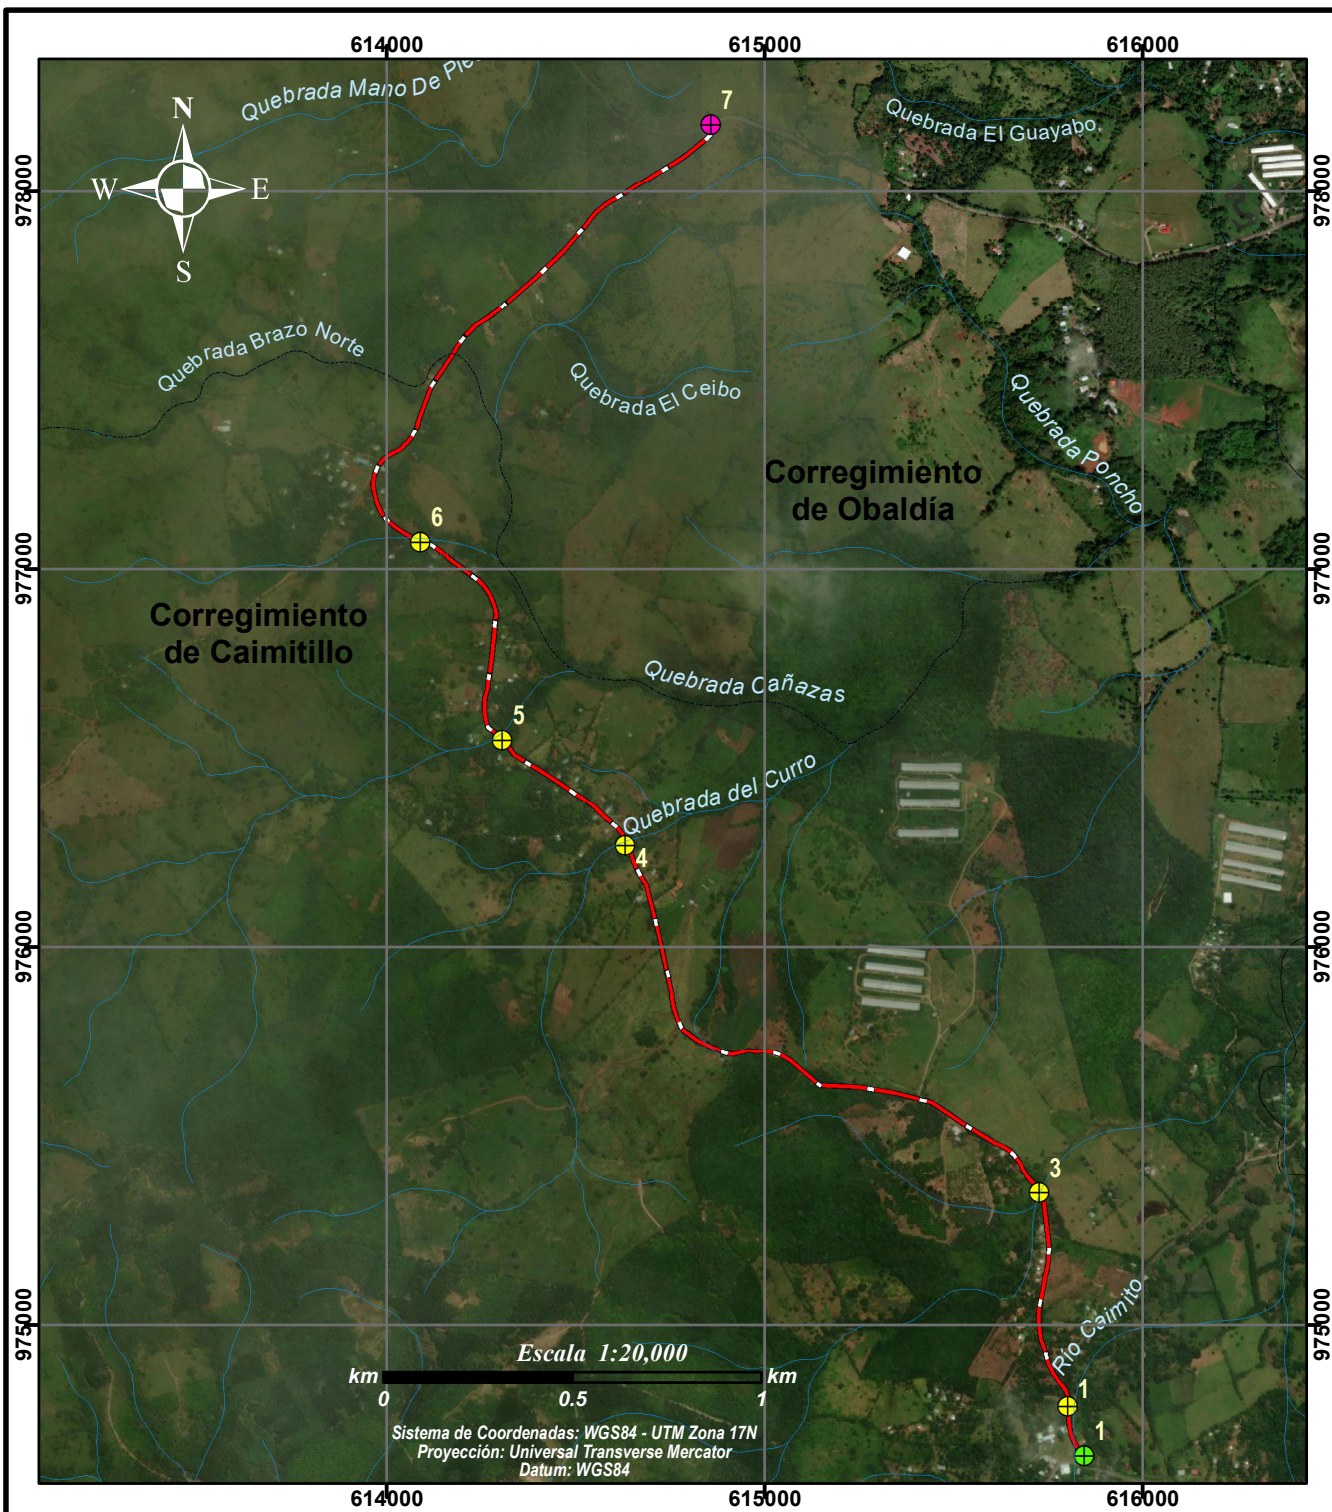 614000
615000
616000
Quebrada Mano De Pie
7
Quebrada El Guayabo
N
W
E
S
978000
978000
Quebrada Brazo Norte
Quebrada El Ceibo
Quebrada Poncho
Corregimiento
de Obaldía
6
977000
977000
Corregimiento
de Caimitillo
Quebrada Cañazas
5
Quebrada del Curro
4
976000
976000
3
Río Caimito
975000
975000
Escala 1:20,000
km
km
0
0.5
1
1
1
Sistema de Coordenadas: WGS84 - UTM Zona 17N
Proyección: Universal Transverse Mercator
Datum: WGS84
614000
615000
616000